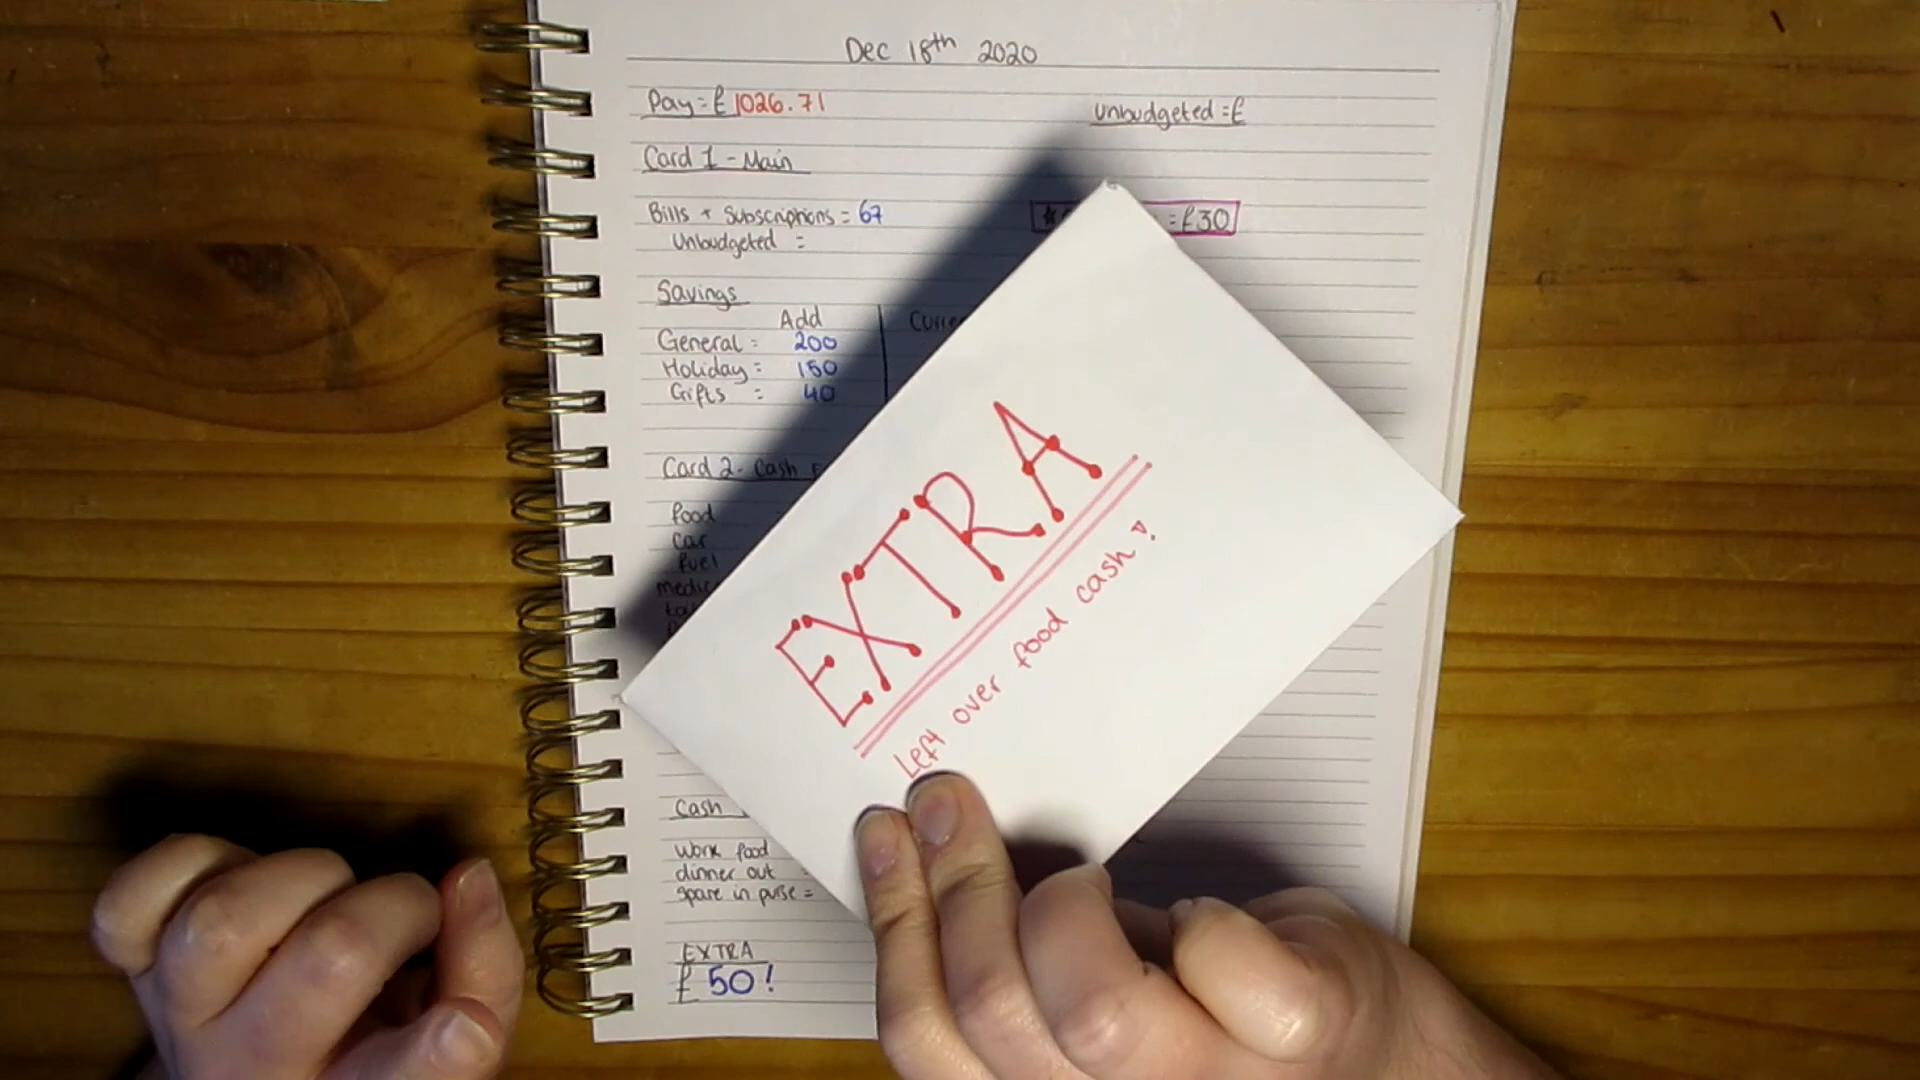 Dec 18th 2020
Pay = £1026.71
unbudgeted = £
Card 1 - Main
Bills + Subscriptions = 67
= £30
Unbudgeted =
Savings
Add
General = 200
Holiday = 150
Gifts = 40
Card 2 - Cash
food
car
fuel
Cash
work food
dinner out =
spare in purse =
EXTRA
£50!
EXTRA
Left over food cash!